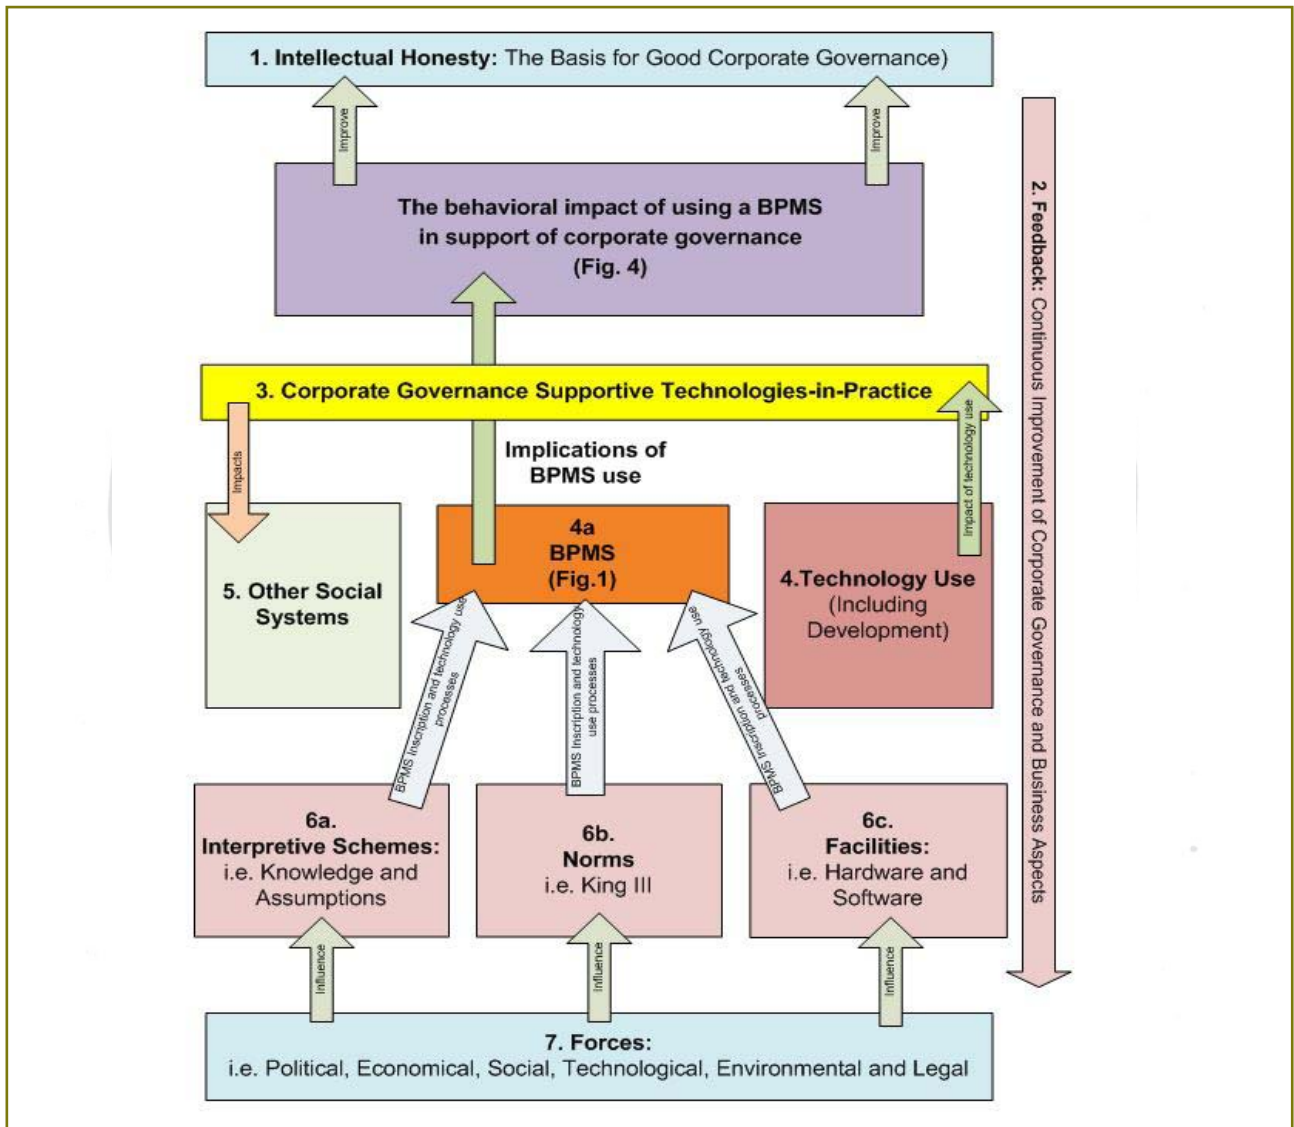 1. Intellectual Honesty: The Basis for Good Corporate Governance)
Improve
Improve
The behavioral impact of using a BPMS
in support of corporate governance
(Fig. 4)
2. Feedback: Continuous Improvement of Corporate Governance and Business Aspects
3. Corporate Governance Supportive Technologies-in-Practice
Impacts
Implications of
BPMS use
Impact of technology use
5. Other Social
Systems
4a
BPMS
(Fig.1)
4.Technology Use
(Including
Development)
BPMS Inscription and technology use
processes
BPMS Inscription and technology
use processes
BPMS Inscription and technology use
processes
6a.
Interpretive Schemes:
i.e. Knowledge and
Assumptions
6b.
Norms
i.e. King III
6c.
Facilities:
i.e. Hardware and
Software
Influence
Influence
Influence
7. Forces:
i.e. Political, Economical, Social, Technological, Environmental and Legal